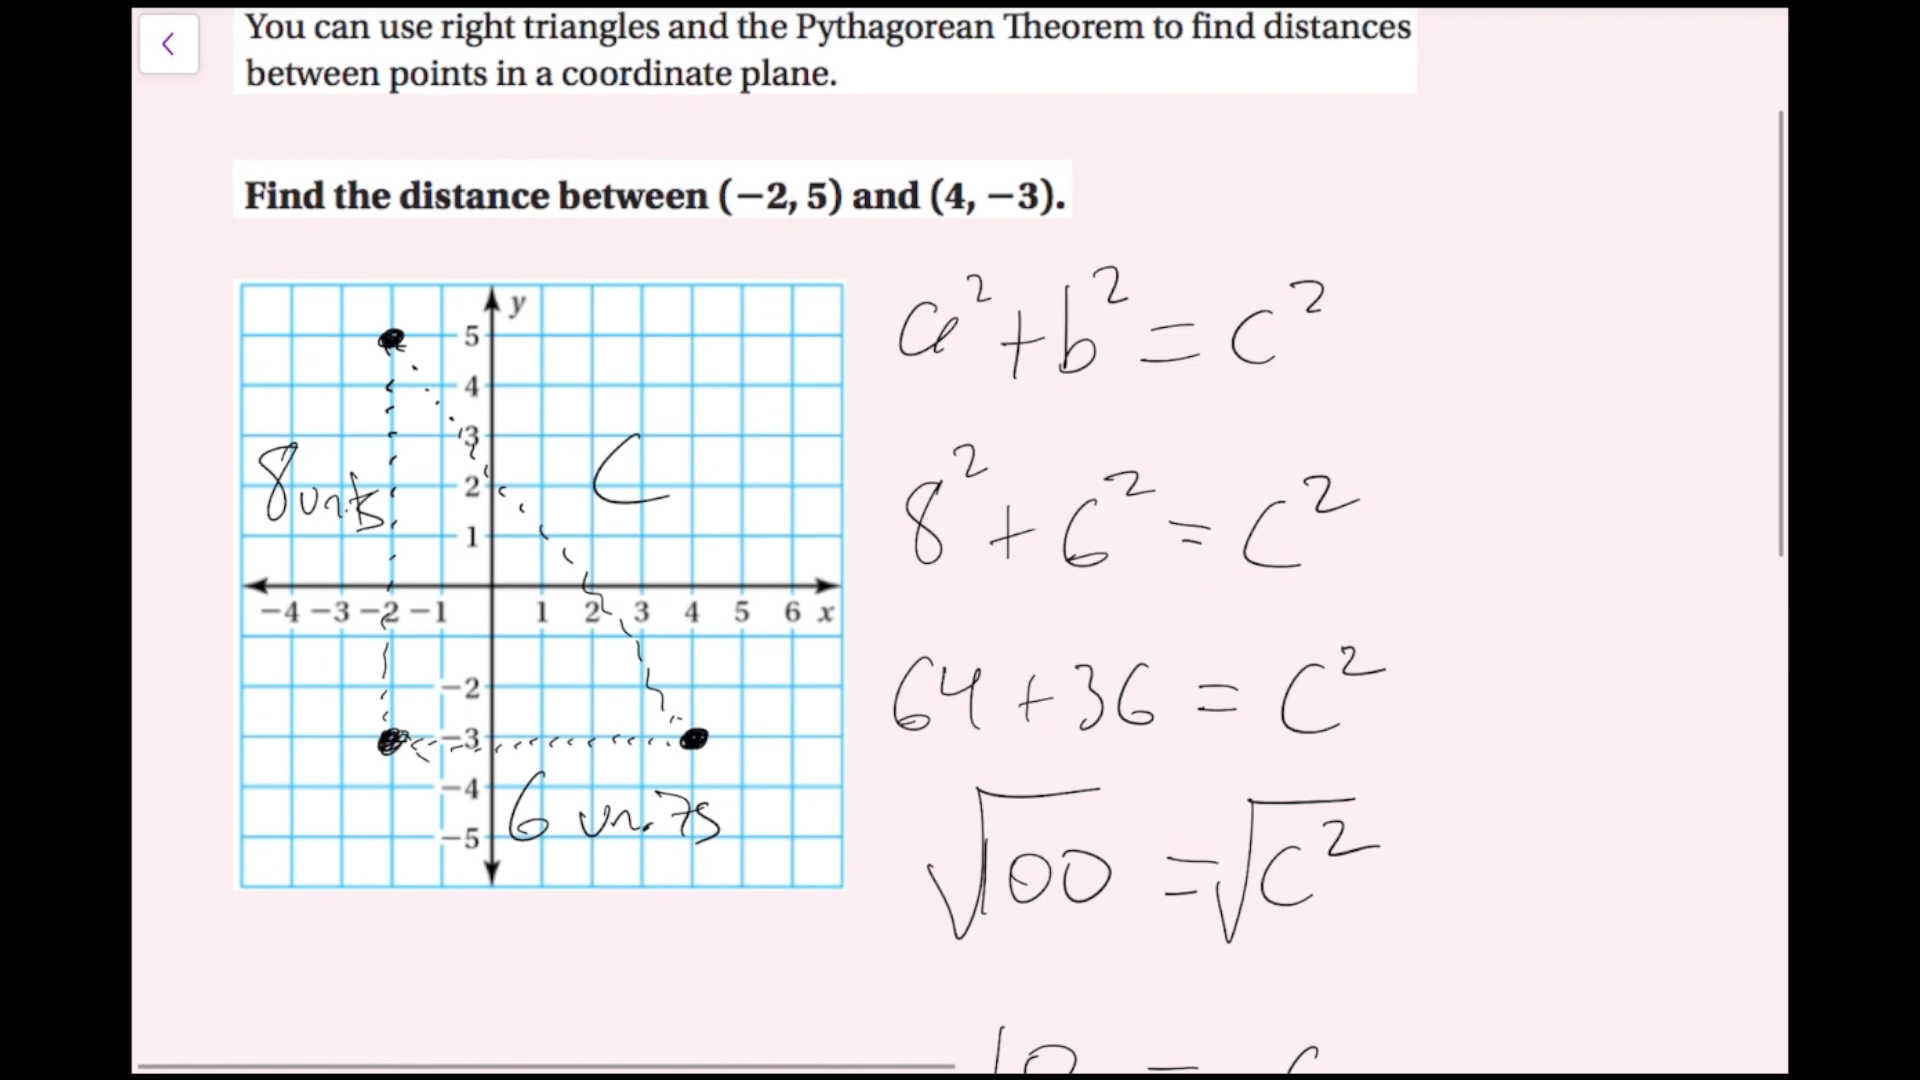 You can use right triangles and the Pythagorean Theorem to find distances
between points in a coordinate plane.
Find the distance between (−2, 5) and (4, −3).
y
5
4
3
2
1
−4 −3 −2 −1 1 2 3 4 5 6 x
−2
−3
−4
−5
8 units
C
6 units
a² + b² = c²
8² + 6² = c²
64 + 36 = c²
√100 = √c²
10 = c